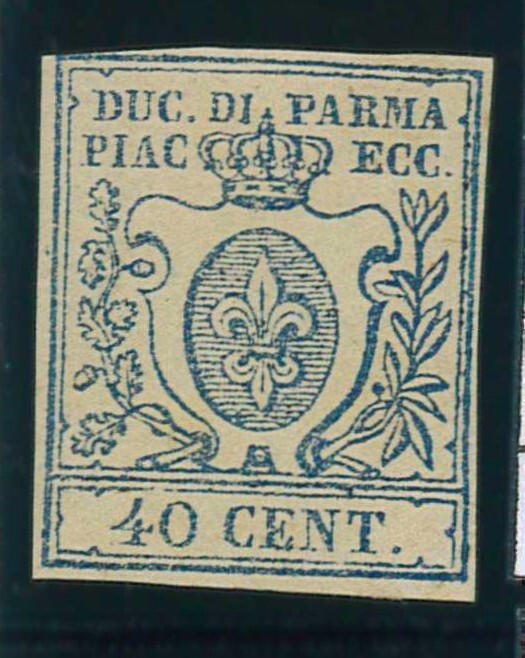 DUC. DI PARMA
PIAC ECC.
40 CENT.